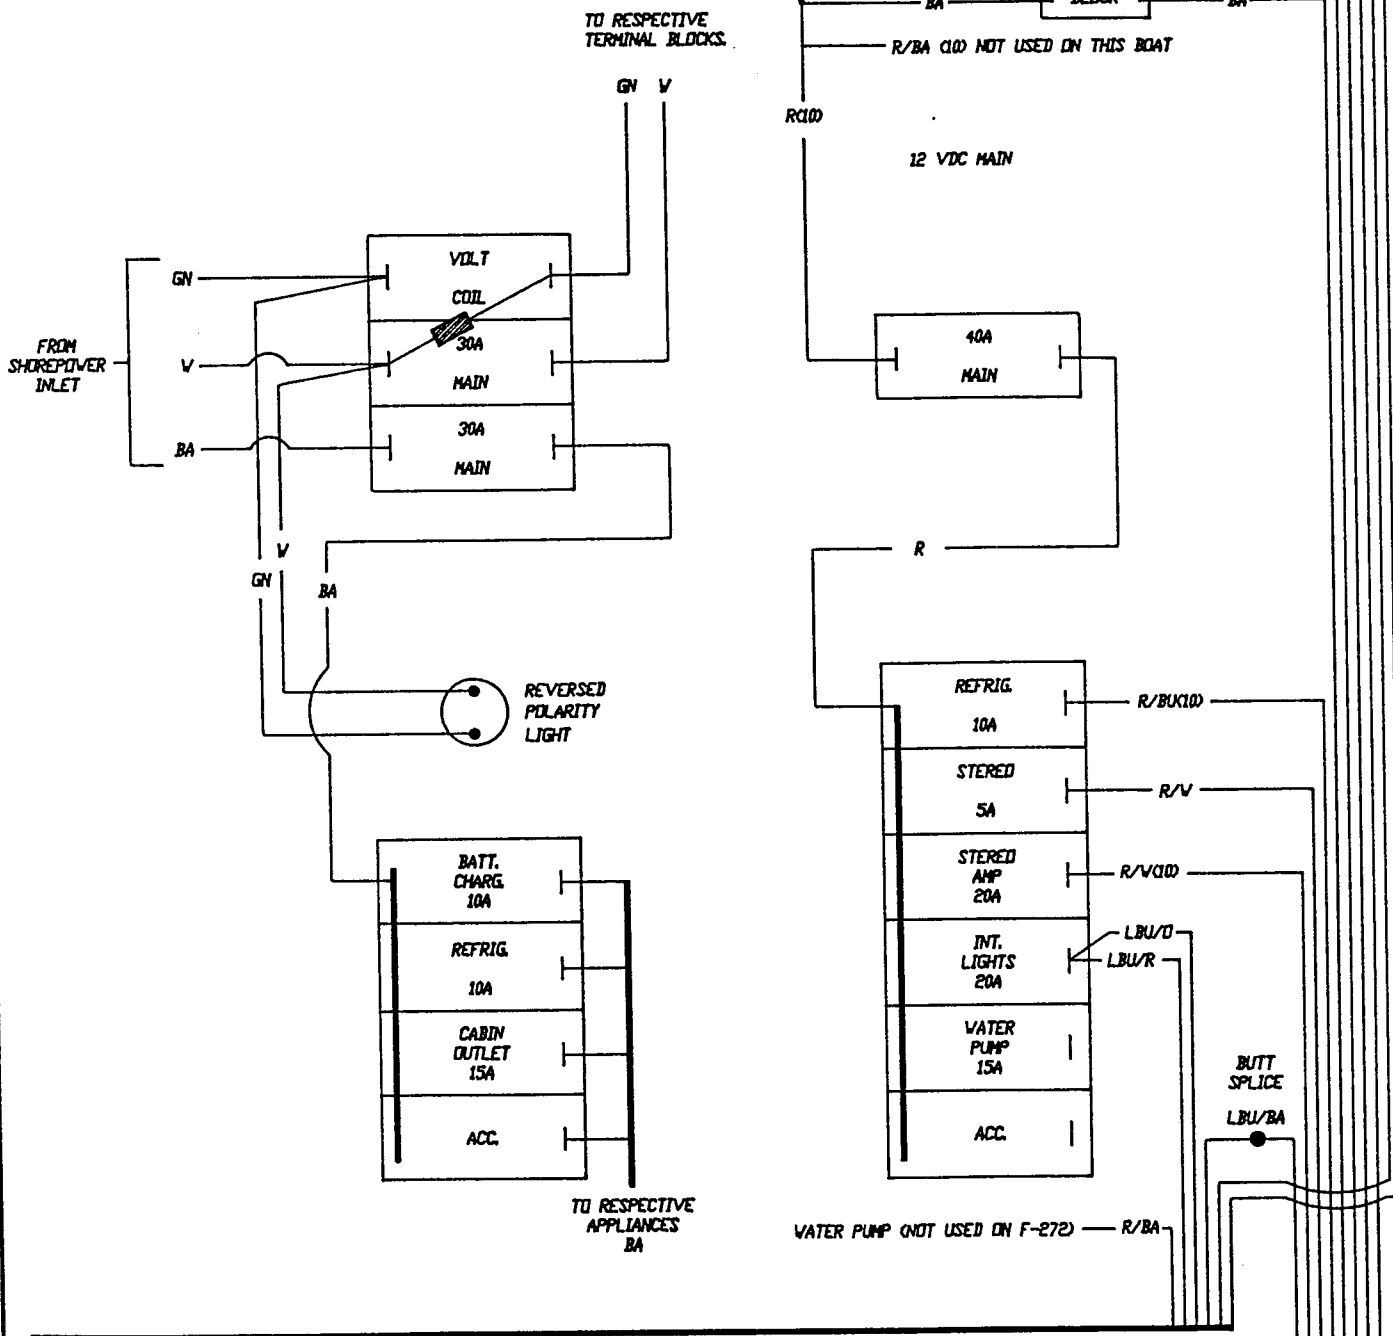 BA
BA
TO RESPECTIVE
TERMINAL BLOCKS.
R/BA (10) NOT USED ON THIS BOAT
GN W
R(10)
12 VDC MAIN
VOLT
COIL
GN
30A
MAIN
W
FROM
SHOREPOWER
INLET
30A
MAIN
BA
40A
MAIN
W
GN
BA
R
REVERSED
POLARITY
LIGHT
REFRIG.
10A
R/BU(10)
STEREO
5A
R/W
STEREO
AMP
20A
R/W(10)
INT.
LIGHTS
20A
LBU/O
LBU/R
WATER
PUMP
15A
ACC.
BATT.
CHARG.
10A
REFRIG.
10A
CABIN
OUTLET
15A
ACC.
BUTT
SPLICE
LBU/BA
TO RESPECTIVE
APPLIANCES
BA
WATER PUMP (NOT USED ON F-272)
R/BA